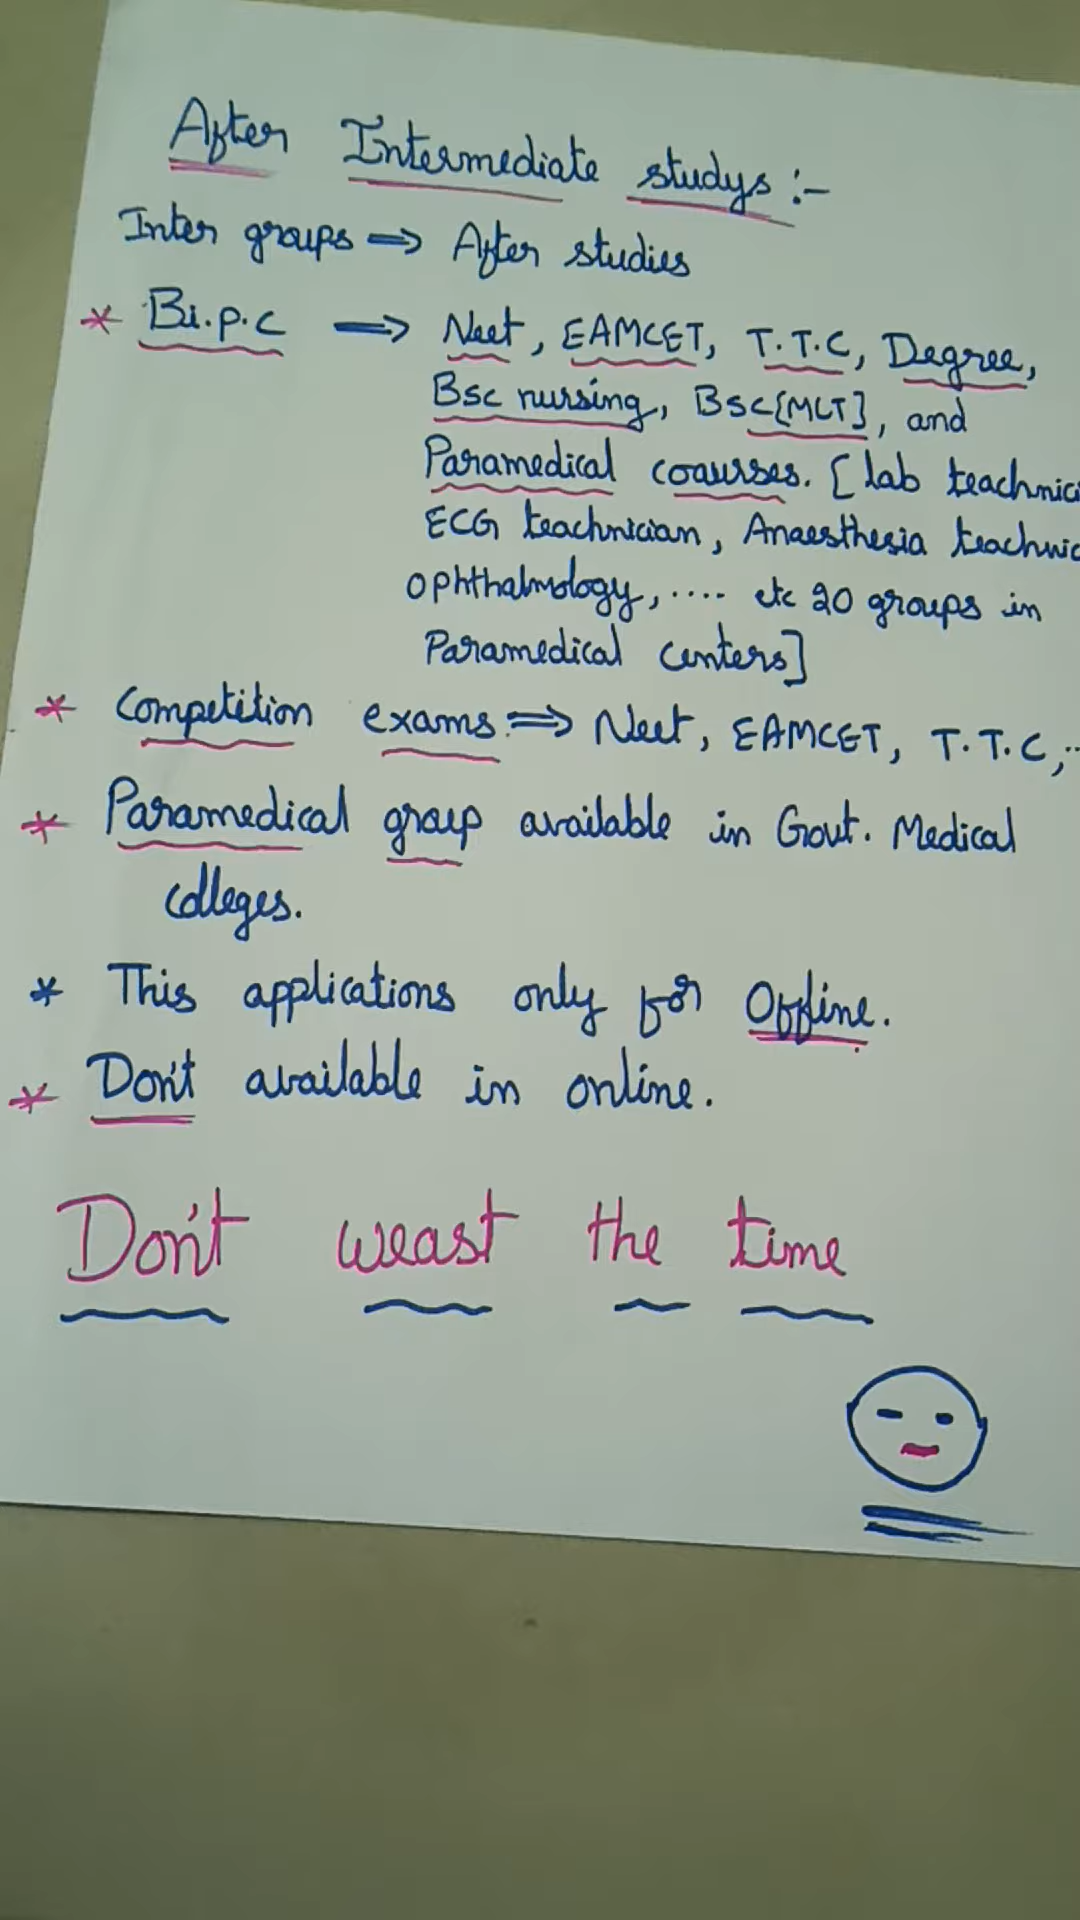 After Intermediate studys :-
Inter groups ⇒ After studies
* Bi.p.c ⇒ Neet, EAMCET, T.T.C, Degree,
Bsc nursing, BSC[MLT], and
Paramedical coaurses. [lab teachnici
ECG teachnician, Anaesthesia teachnic
ophthalmology, .... etc 20 groups in
Paramedical centers]
* Competition exams ⇒ Neet, EAMCET, T.T.C,..
* Paramedical group available in Govt. Medical
colleges.
* This applications only for Offline.
* Don't available in online.
Don't weast the time